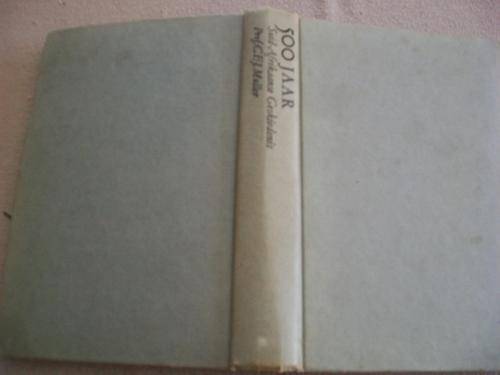 500 JAAR
Suid-Afrikaanse Geskiedenis
Prof. C.F.J. Muller